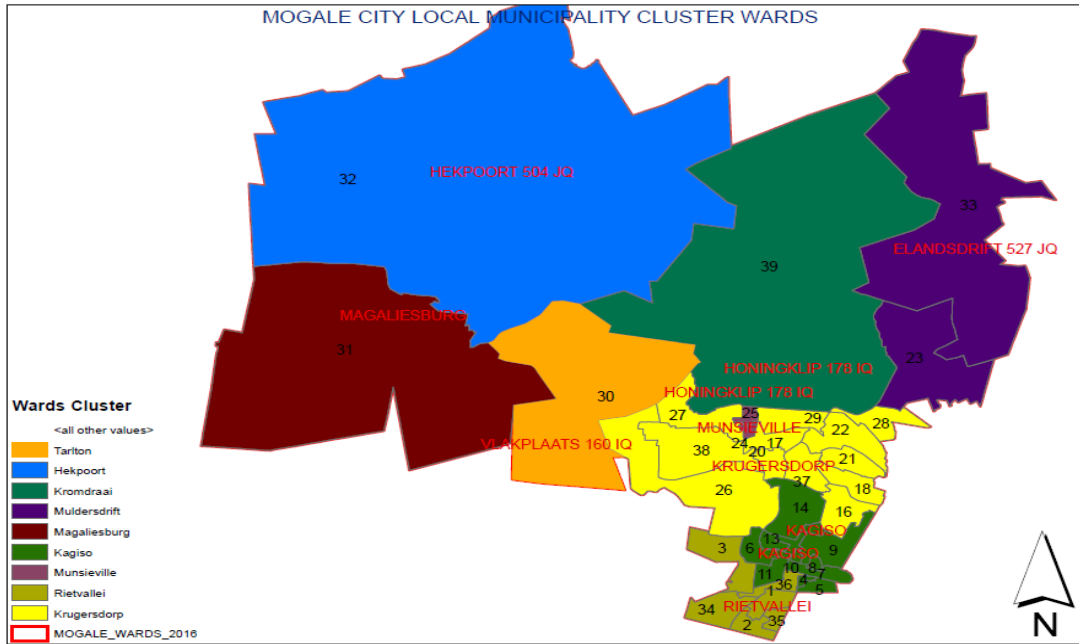 MOGALE CITY LOCAL MUNICIPALITY CLUSTER WARDS
32
HEKPOORT 504 JQ
33
ELANDSDRIFT 527 JQ
39
MAGALIESBURG
31
23
HONINGKLIP 178 IQ
HONINGKLIP 178 IQ
30
27
25
29
28
MUNSIEVILLE
22
VLAKPLAATS 160 IQ
38
24
20
17
21
KRUGERSDORP
26
37
18
14
16
KAGISO
3
6
13
9
KAGISO
11
10
8
7
36
4
5
1
34
RIETVALLEI
2
35
Wards Cluster
<all other values>
Tarlton
Hekpoort
Kromdraai
Muldersdrift
Magaliesburg
Kagiso
Munsieville
Rietvallei
Krugersdorp
MOGALE_WARDS_2016
N